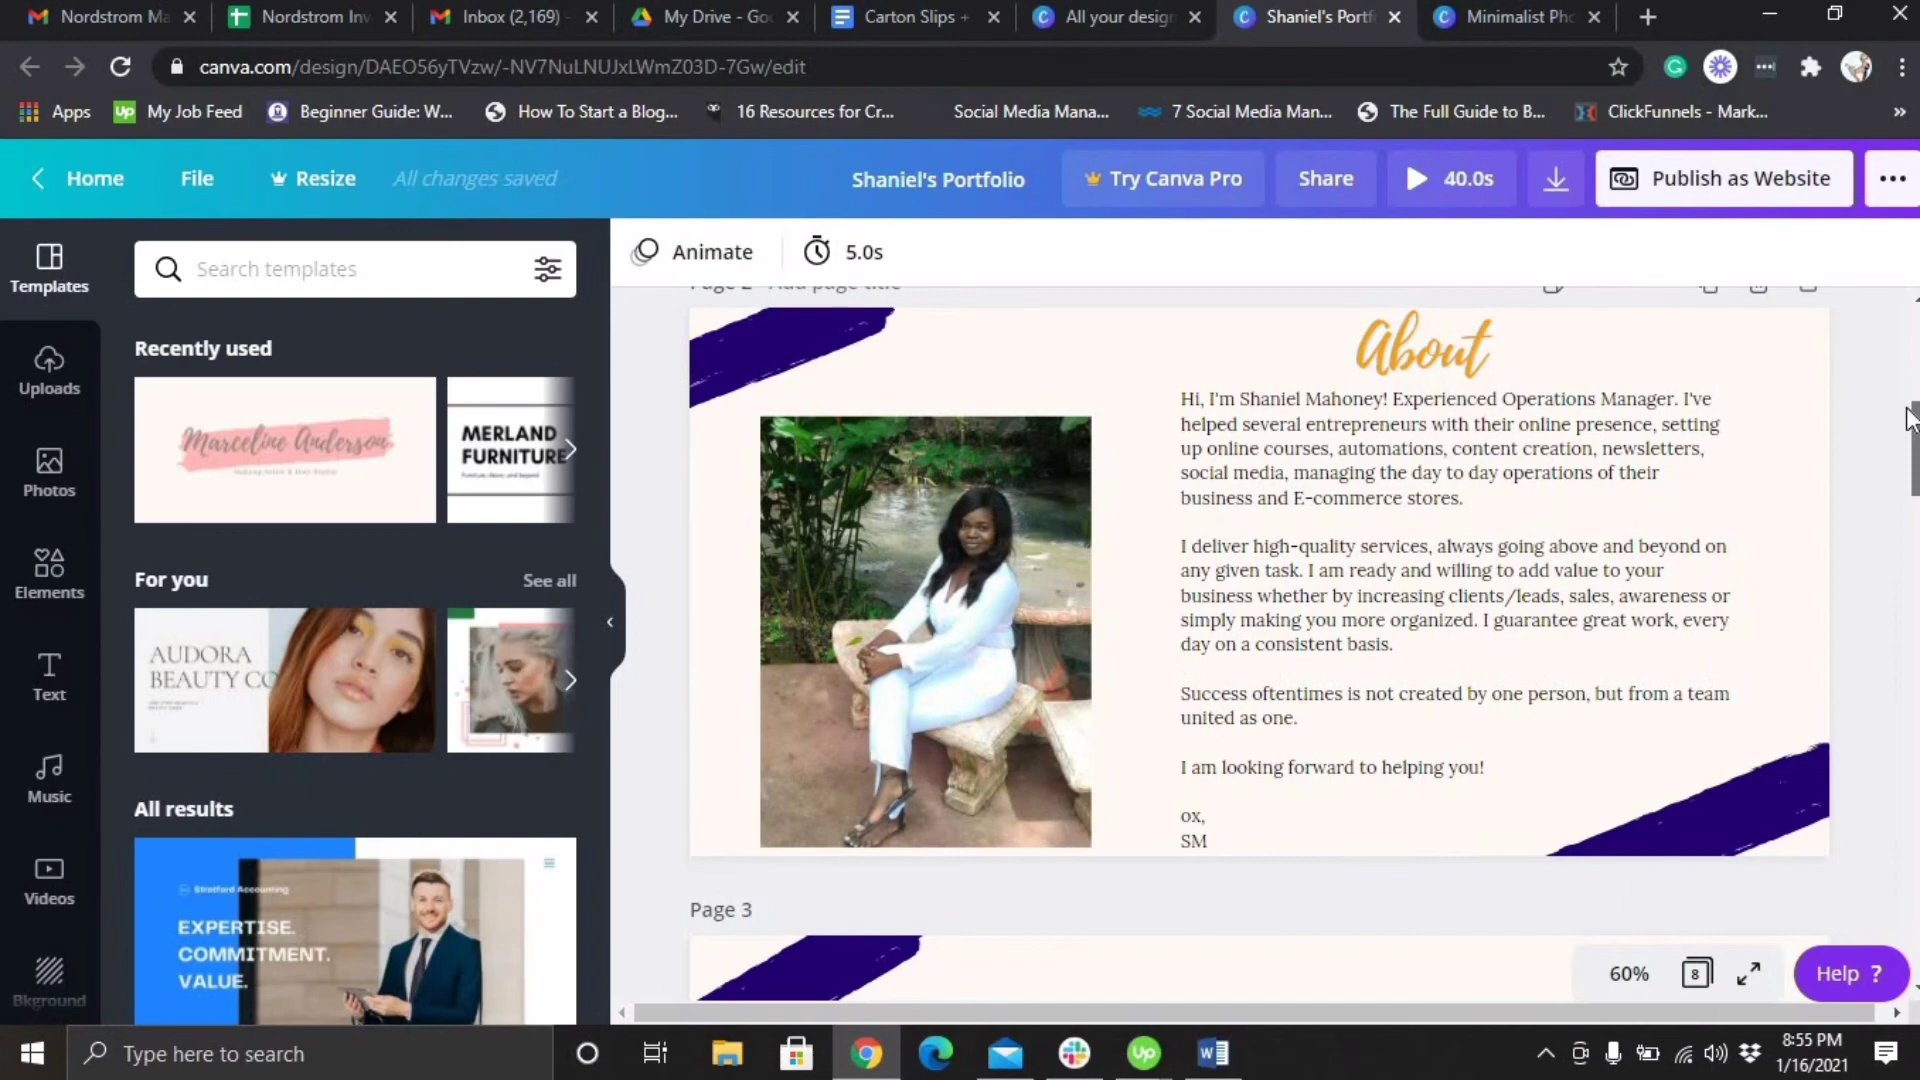 Nordstrom Ma
Nordstrom Inv
Inbox (2,169) -
My Drive - Goo
Carton Slips +
All your design
Shaniel's Portf
Minimalist Pho
canva.com/design/DAEO56yTVzw/-NV7NuLNUJxLWmZ03D-7Gw/edit
Apps
My Job Feed
Beginner Guide: W...
How To Start a Blog...
16 Resources for Cr...
Social Media Mana...
7 Social Media Man...
The Full Guide to B...
ClickFunnels - Mark...
»
Home
File
Resize
All changes saved
Shaniel's Portfolio
Try Canva Pro
Share
40.0s
Publish as Website
Templates
Uploads
Photos
Elements
Text
Music
Videos
Bkground
Search templates
Recently used
Marceline Anderson
MERLAND
FURNITURE
For you
See all
AUDORA
BEAUTY CO
All results
Stratford Accounting
EXPERTISE.
COMMITMENT.
VALUE.
Animate
5.0s
Page 2 - Add page title
About
Hi, I'm Shaniel Mahoney! Experienced Operations Manager. I've
helped several entrepreneurs with their online presence, setting
up online courses, automations, content creation, newsletters,
social media, managing the day to day operations of their
business and E-commerce stores.
I deliver high-quality services, always going above and beyond on
any given task. I am ready and willing to add value to your
business whether by increasing clients/leads, sales, awareness or
simply making you more organized. I guarantee great work, every
day on a consistent basis.
Success oftentimes is not created by one person, but from a team
united as one.
I am looking forward to helping you!
ox,
SM
Page 3
60%
8
Help ?
Type here to search
Up
8:55 PM
1/16/2021